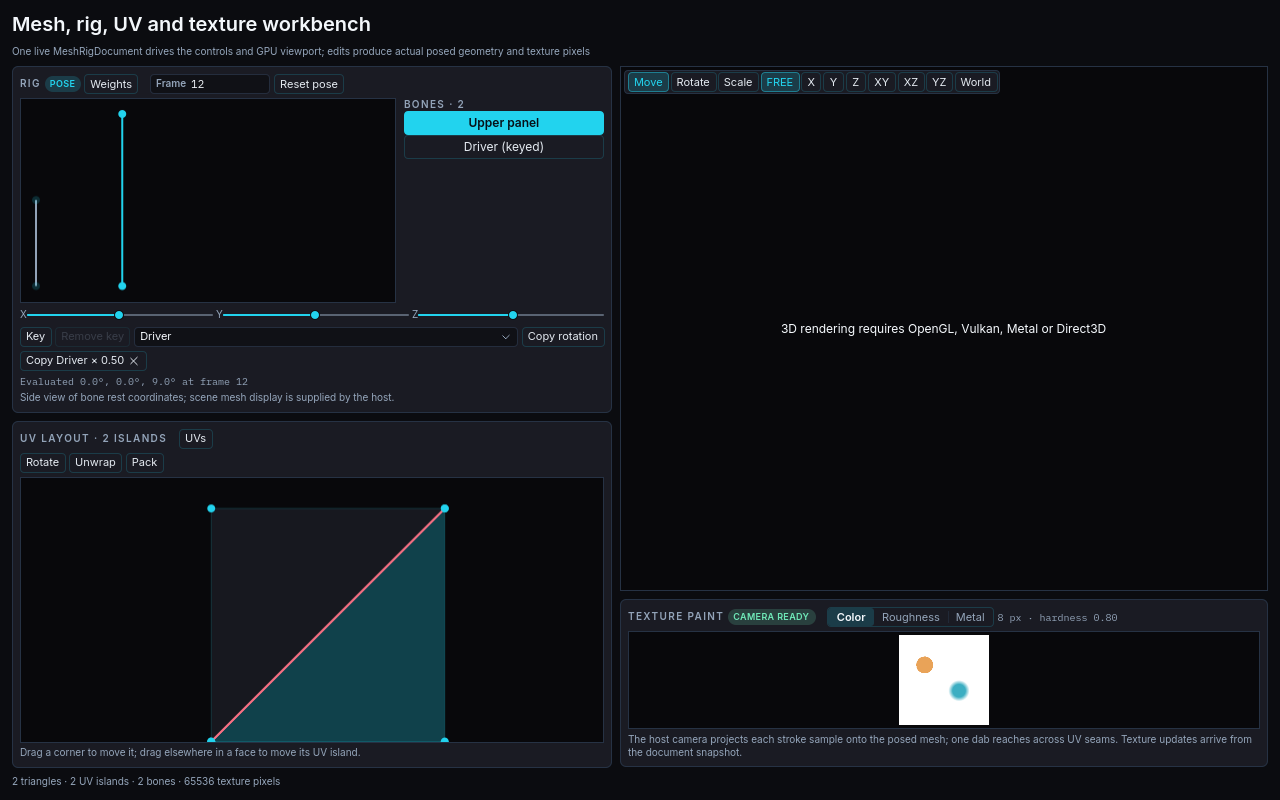 Mesh, rig, UV and texture workbench
One live MeshRigDocument drives the controls and GPU viewport; edits produce actual posed geometry and texture pixels
RIG POSE Weights Frame 12 Reset pose
BONES · 2
Upper panel
Driver (keyed)
X Y Z
Key Remove key Driver Copy rotation
Copy Driver × 0.50 ×
Evaluated 0.0°, 0.0°, 9.0° at frame 12
Side view of bone rest coordinates; scene mesh display is supplied by the host.
UV LAYOUT · 2 ISLANDS UVs
Rotate Unwrap Pack
Drag a corner to move it; drag elsewhere in a face to move its UV island.
2 triangles · 2 UV islands · 2 bones · 65536 texture pixels
Move Rotate Scale FREE X Y Z XY XZ YZ World
3D rendering requires OpenGL, Vulkan, Metal or Direct3D
TEXTURE PAINT CAMERA READY Color Roughness Metal 8 px · hardness 0.80
The host camera projects each stroke sample onto the posed mesh; one dab reaches across UV seams. Texture updates arrive from
the document snapshot.